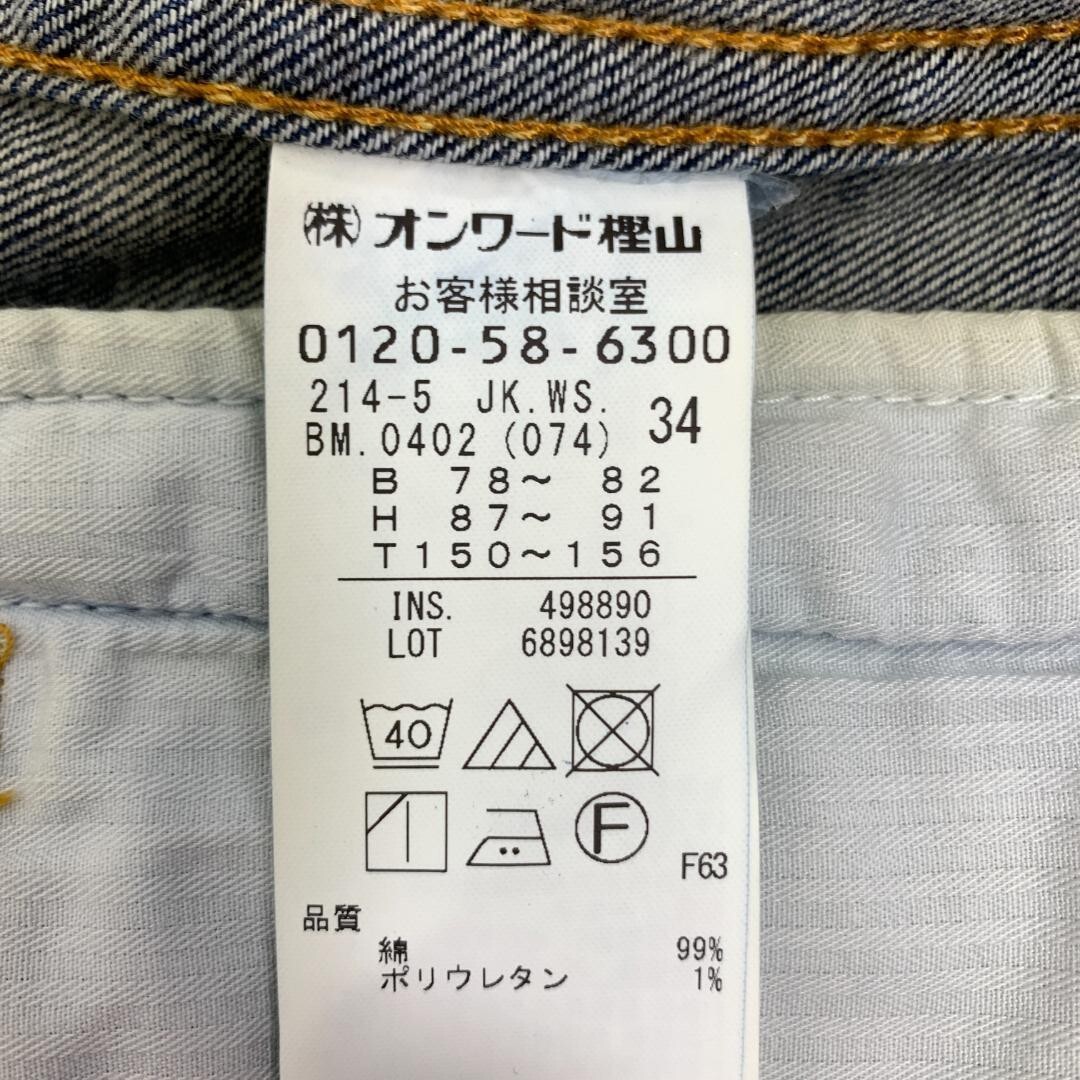 ㈱オンワード樫山
お客様相談室
0120-58-6300
214-5 JK.WS.
BM.0402 (074) 34
B 78～ 82
H 87～ 91
T150～156
INS. 498890
LOT 6898139
40
F
F63
品質
綿 99%
ポリウレタン 1%